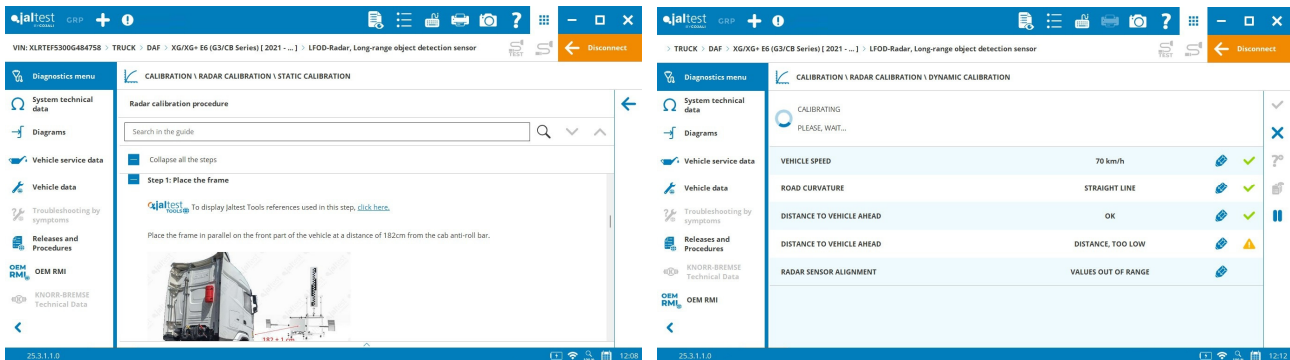 jaltest GRP
VIN: XLRTEF5300G484758 > TRUCK > DAF > XG/XG+ E6 (G3/CB Series) [ 2021 - ... ] > LFOD-Radar, Long-range object detection sensor
TEST
Disconnect
Diagnostics menu
CALIBRATION \ RADAR CALIBRATION \ STATIC CALIBRATION
System technical data
Radar calibration procedure
Diagrams
Search in the guide
Vehicle service data
Collapse all the steps
Step 1: Place the frame
Vehicle data
jaltest TOOLS To display Jaltest Tools references used in this step, click here.
Troubleshooting by symptoms
Place the frame in parallel on the front part of the vehicle at a distance of 182cm from the cab anti-roll bar.
Releases and Procedures
OEM RMI OEM RMI
KNORR-BREMSE Technical Data
182 ± 1 cm
25.3.1.1.0
12:08
jaltest GRP
> TRUCK > DAF > XG/XG+ E6 (G3/CB Series) [ 2021 - ... ] > LFOD-Radar, Long-range object detection sensor
TEST
Disconnect
Diagnostics menu
CALIBRATION \ RADAR CALIBRATION \ DYNAMIC CALIBRATION
System technical data
CALIBRATING
PLEASE, WAIT...
Diagrams
Vehicle service data
VEHICLE SPEED 70 km/h
Vehicle data
ROAD CURVATURE STRAIGHT LINE
Troubleshooting by symptoms
DISTANCE TO VEHICLE AHEAD OK
Releases and Procedures
DISTANCE TO VEHICLE AHEAD DISTANCE, TOO LOW
KNORR-BREMSE Technical Data
RADAR SENSOR ALIGNMENT VALUES OUT OF RANGE
OEM RMI OEM RMI
25.3.1.1.0
12:12